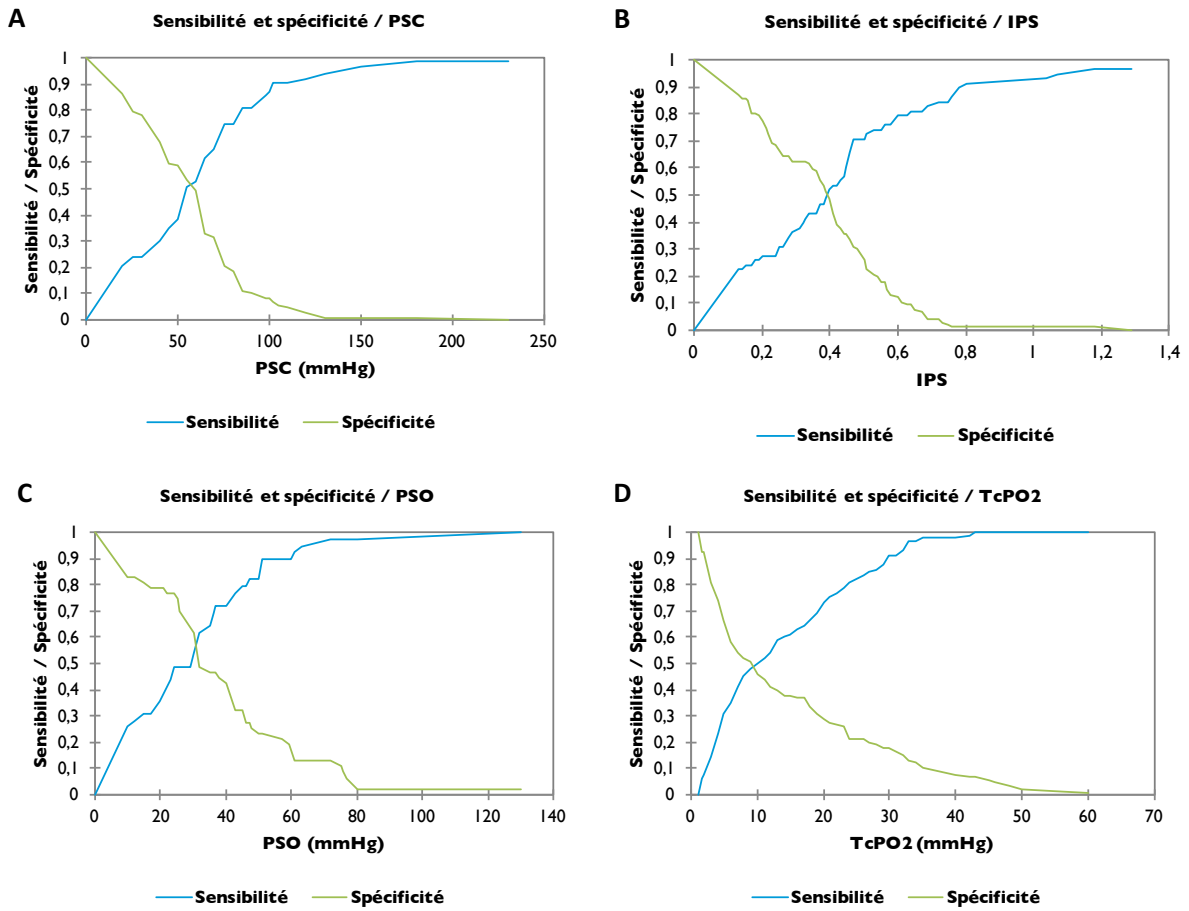 A
Sensibilité et spécificité / PSC
Sensibilité / Spécificité
1
0,9
0,8
0,7
0,6
0,5
0,4
0,3
0,2
0,1
0
0 50 100 150 200 250
PSC (mmHg)
Sensibilité Spécificité
B
Sensibilité et spécificité / IPS
Sensibilité / Spécificité
1
0,9
0,8
0,7
0,6
0,5
0,4
0,3
0,2
0,1
0
0 0,2 0,4 0,6 0,8 1 1,2 1,4
IPS
Sensibilité Spécificité
C
Sensibilité et spécificité / PSO
Sensibilité / Spécificité
1
0,9
0,8
0,7
0,6
0,5
0,4
0,3
0,2
0,1
0
0 20 40 60 80 100 120 140
PSO (mmHg)
Sensibilité Spécificité
D
Sensibilité et spécificité / TcPO2
Sensibilité / Spécificité
1
0,9
0,8
0,7
0,6
0,5
0,4
0,3
0,2
0,1
0
0 10 20 30 40 50 60 70
TcPO2 (mmHg)
Sensibilité Spécificité